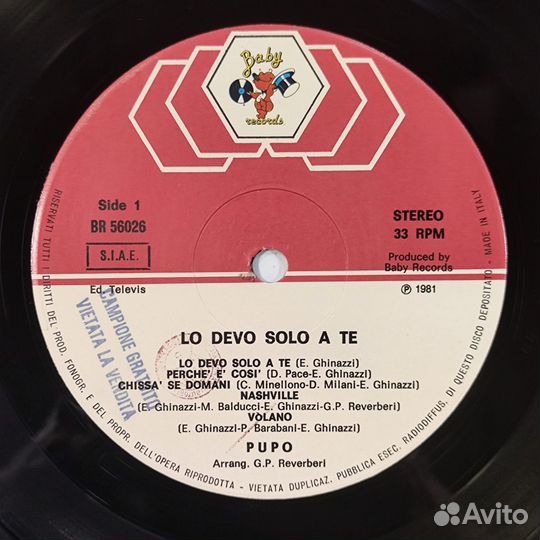 Baby
records
Side 1
BR 56026
S.I.A.E.
STEREO
33 RPM
Produced by
Baby Records
℗ 1981
Ed. Televis
CAMPIONE GRATUITO
VIETATA LA VENDITA
LO DEVO SOLO A TE
LO DEVO SOLO A TE (E. Ghinazzi)
PERCHE' E' COSI' (D. Pace-E. Ghinazzi)
CHISSA' SE DOMANI (C. Minellono-D. Milani-E. Ghinazzi)
NASHVILLE
(E. Ghinazzi-M. Balducci-E. Ghinazzi-G.P. Reverberi)
VOLANO
(E. Ghinazzi-P. Barabani-E. Ghinazzi)
PUPO
Arrang. G.P. Reverberi
RISERVATI TUTTI I DIRITTI DEL PROD. FONOGR. E DEL PROPR. DELL'OPERA RIPRODOTTA - VIETATA DUPLICAZ. PUBBLICA ESEC. RADIODIFFUS. DI QUESTO DISCO DEPOSITATO - MADE IN ITALY
Avito